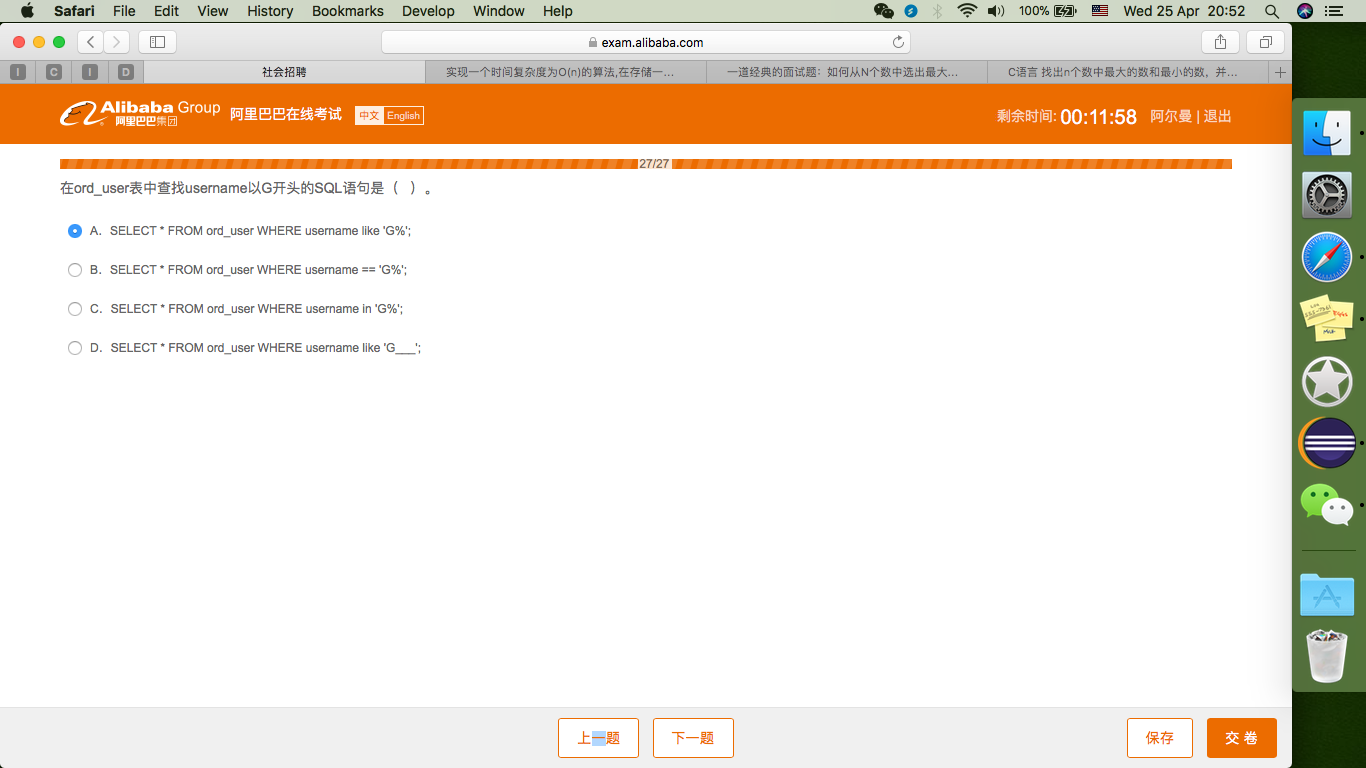 Safari File Edit View History Bookmarks Develop Window Help 100% Wed 25 Apr 20:52
exam.alibaba.com
I C I D 社会招聘 实现一个时间复杂度为O(n)的算法,在存储一... 一道经典的面试题：如何从N个数中选出最大... C语言 找出n个数中最大的数和最小的数，并...
Alibaba Group 阿里巴巴集团 阿里巴巴在线考试 中文 English 剩余时间: 00:11:58 阿尔曼 | 退出
27/27
在ord_user表中查找username以G开头的SQL语句是（ ）。
A. SELECT * FROM ord_user WHERE username like 'G%';
B. SELECT * FROM ord_user WHERE username == 'G%';
C. SELECT * FROM ord_user WHERE username in 'G%';
D. SELECT * FROM ord_user WHERE username like 'G___';
上一题 下一题 保存 交 卷